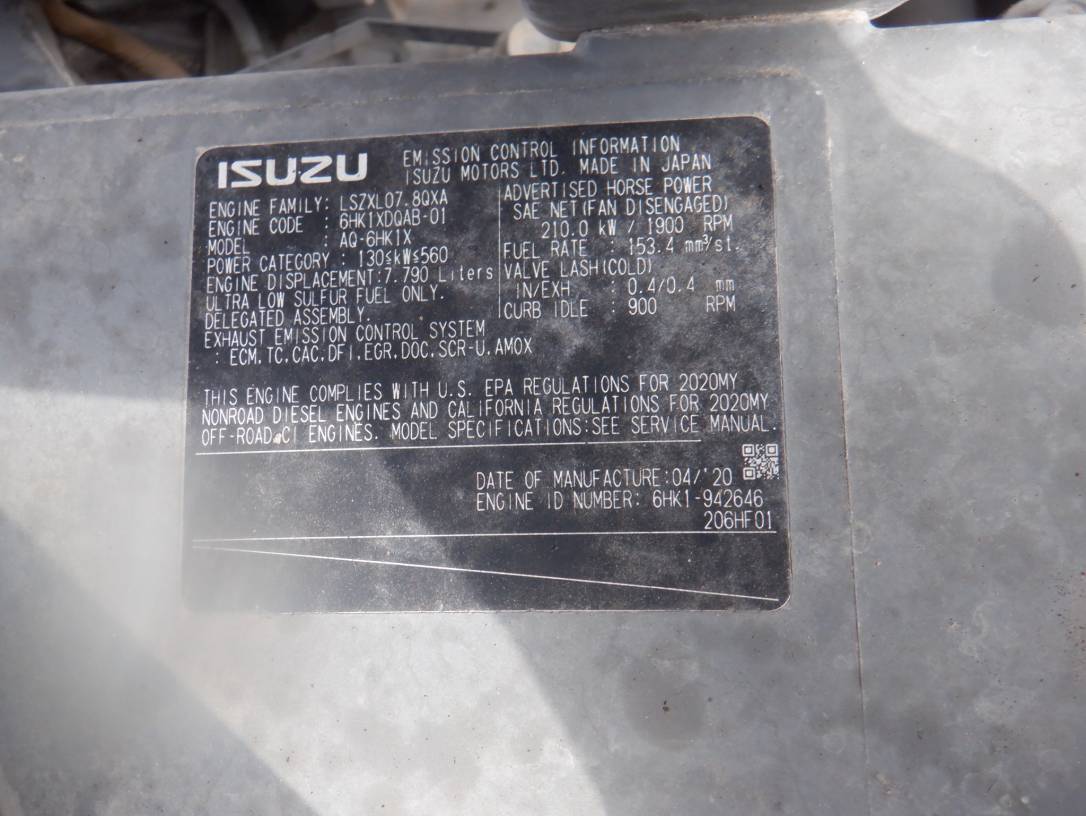 ISUZU
EMISSION CONTROL INFORMATION
ISUZU MOTORS LTD. MADE IN JAPAN
ENGINE FAMILY: LSZXL07.8QXA
ENGINE CODE : 6HK1XDQAB-01
MODEL : AQ-6HK1X
POWER CATEGORY : 130≤kW≤560
ENGINE DISPLACEMENT:7.790 Liters
ULTRA LOW SULFUR FUEL ONLY.
DELEGATED ASSEMBLY.
EXHAUST EMISSION CONTROL SYSTEM
: ECM.TC.CAC.DFI.EGR.DOC.SCR-U.AMOX
ADVERTISED HORSE POWER
SAE NET(FAN DISENGAGED)
210.0 kW / 1900 RPM
FUEL RATE : 153.4 mm³/st.
VALVE LASH(COLD)
IN/EXH : 0.4/0.4 mm
CURB IDLE : 900 RPM
THIS ENGINE COMPLIES WITH U.S. EPA REGULATIONS FOR 2020MY
NONROAD DIESEL ENGINES AND CALIFORNIA REGULATIONS FOR 2020MY
OFF-ROAD CI ENGINES. MODEL SPECIFICATIONS:SEE SERVICE MANUAL.
DATE OF MANUFACTURE:04/'20
ENGINE ID NUMBER: 6HK1-942646
206HF01